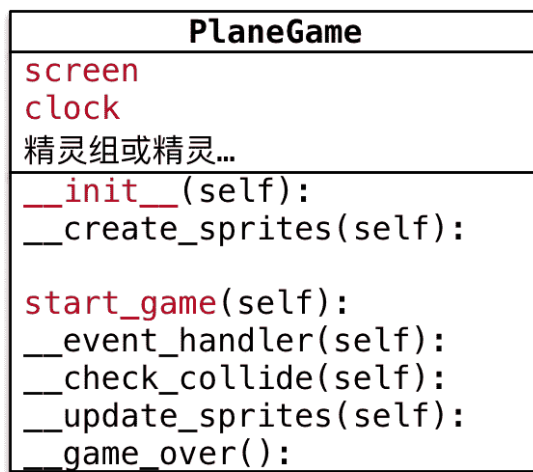 PlaneGame
screen
clock
精灵组或精灵…
__init__(self):
__create_sprites(self):
start_game(self):
__event_handler(self):
__check_collide(self):
__update_sprites(self):
__game_over():